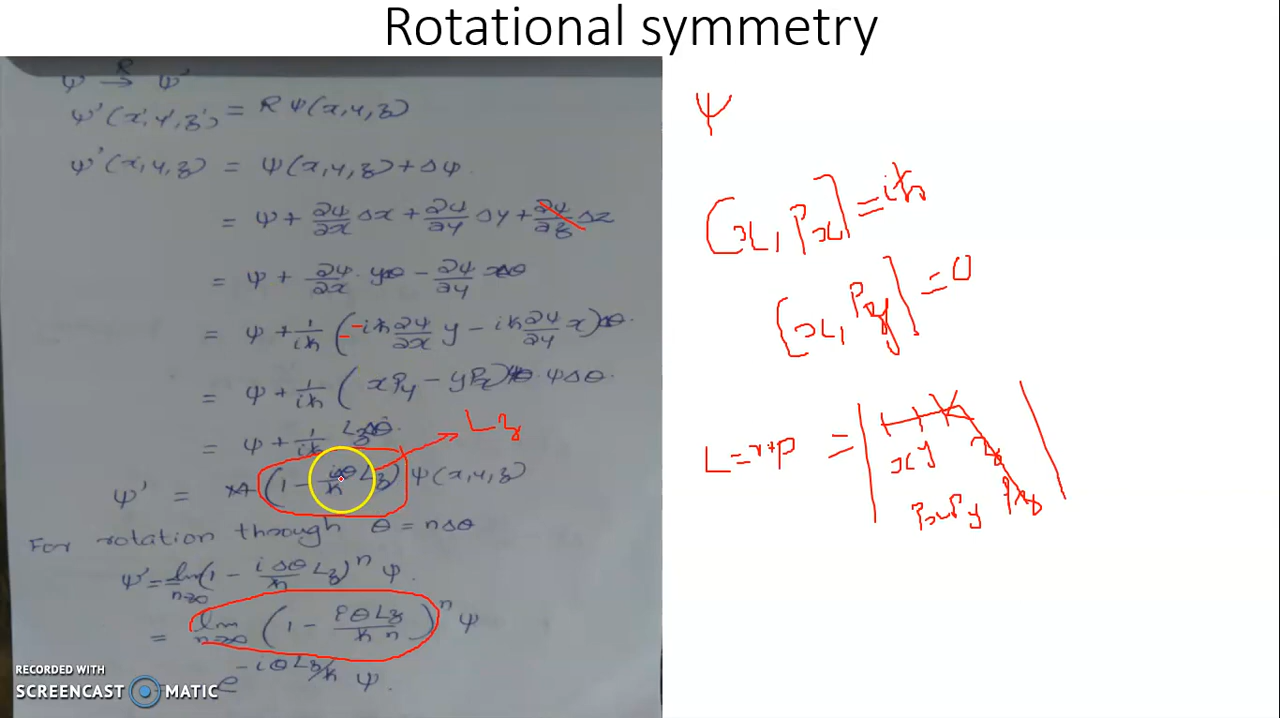 Rotational symmetry
ψ →R ψ'
ψ'(x',y',z') = Rψ(x,y,z)
ψ'(x,y,z) = ψ(x,y,z)+Δψ
= ψ + ∂ψ/∂x Δx + ∂ψ/∂y Δy + ∂ψ/∂z Δz
= ψ + ∂ψ/∂x · yΔθ − ∂ψ/∂y xΔθ
= ψ + 1/iħ (−iħ ∂ψ/∂x y − iħ ∂ψ/∂y x)Δθ.
= ψ + 1/iħ ( xPy − yPx) ψΔθ.
= ψ + 1/iħ LzΔθ.
Lz
ψ' = (1 − iΔθ/ħ Lz) ψ(x,y,z)
For rotation through θ = nΔθ
ψ' = lim n→∞ (1 − iΔθ/ħ Lz)^n ψ.
= lim n→∞ (1 − iθLz/ħn)^n ψ
= e^−iθLz/ħ ψ.
RECORDED WITH
SCREENCAST MATIC
ψ
[x, Px] = iħ
[x, Py] = 0
L = r×p =
x y z
Px Py Pz